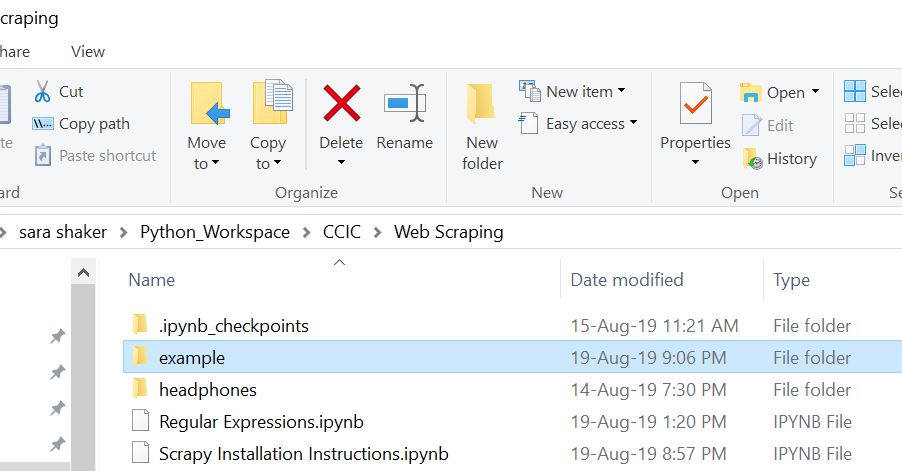 craping
hare View
Cut
Copy path
te
Paste shortcut
Move to
Copy to
Delete
Rename
New folder
New item
Easy access
Properties
Open
Edit
History
Selec
Selec
Inver
ard Organize New Open Se
sara shaker Python_Workspace CCIC Web Scraping
Name Date modified Type
.ipynb_checkpoints 15-Aug-19 11:21 AM File folder
example 19-Aug-19 9:06 PM File folder
headphones 14-Aug-19 7:30 PM File folder
Regular Expressions.ipynb 19-Aug-19 1:20 PM IPYNB File
Scrapy Installation Instructions.ipynb 19-Aug-19 8:57 PM IPYNB File